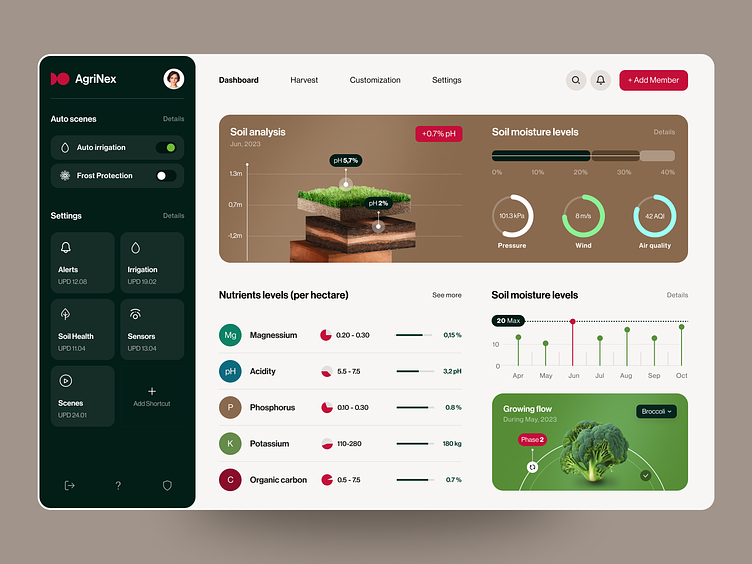 AgriNex
Auto scenes Details
Auto irrigation
Frost Protection
Settings Details
Alerts
UPD 12.08
Irrigation
UPD 19.02
Soil Health
UPD 11.04
Sensors
UPD 13.04
Scenes
UPD 24.01
+
Add Shortcut
?
Dashboard Harvest Customization Settings
+ Add Member
Soil analysis
Jun, 2023
+0.7% pH
pH 5,7%
pH 2%
1.3m
0,7m
-1,2m
Soil moisture levels Details
0% 10% 20% 30% 40%
101.3 kPa
Pressure
8 m/s
Wind
42 AQI
Air quality
Nutrients levels (per hectare) See more
Mg Magnessium 0.20 - 0.30 0,15 %
pH Acidity 5.5 - 7.5 3,2 pH
P Phosphorus 0.10 - 0.30 0.8 %
K Potassium 110-280 180 kg
C Organic carbon 0.5 - 7.5 0.7 %
Soil moisture levels Details
20 Max
10
0
Apr May Jun Jul Aug Sep Oct
Growing flow
During May, 2023
Broccoli
Phase 2